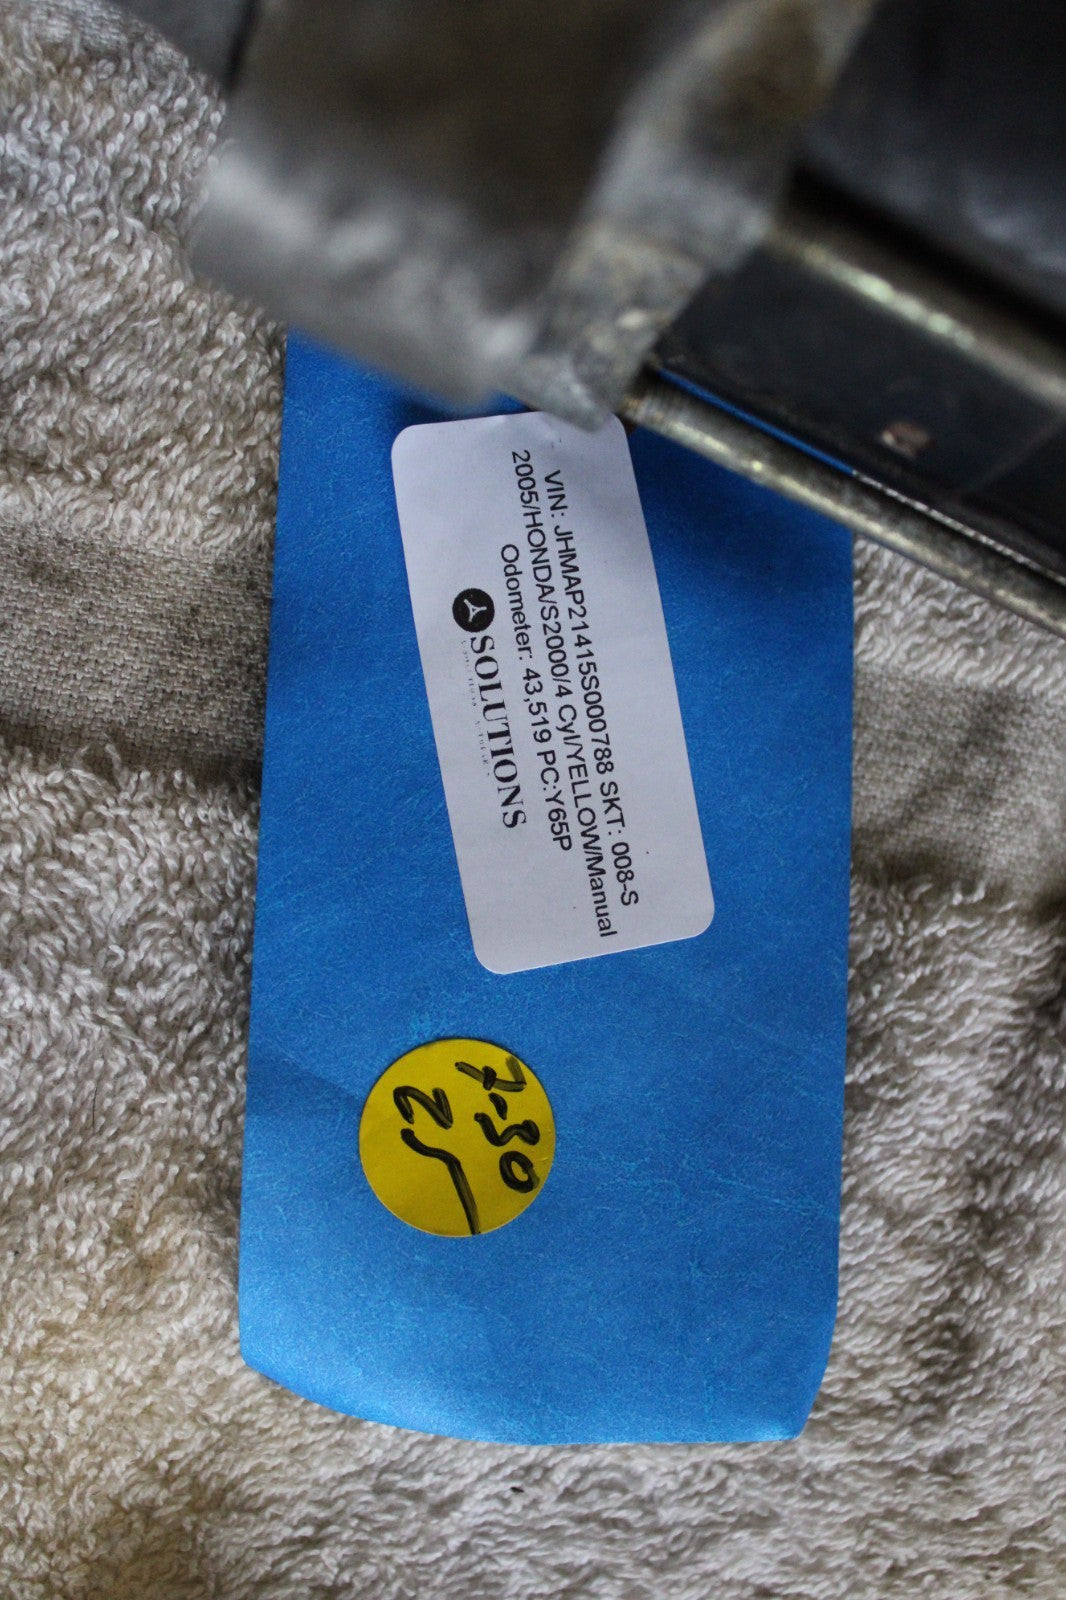 VIN: JHMAP21415S000788 SKT: 008-S
2005/HONDA/S2000/4 Cyl/YELLOW/Manual
Odometer: 43,519 PC:Y65P
SOLUTIONS
7-30
25